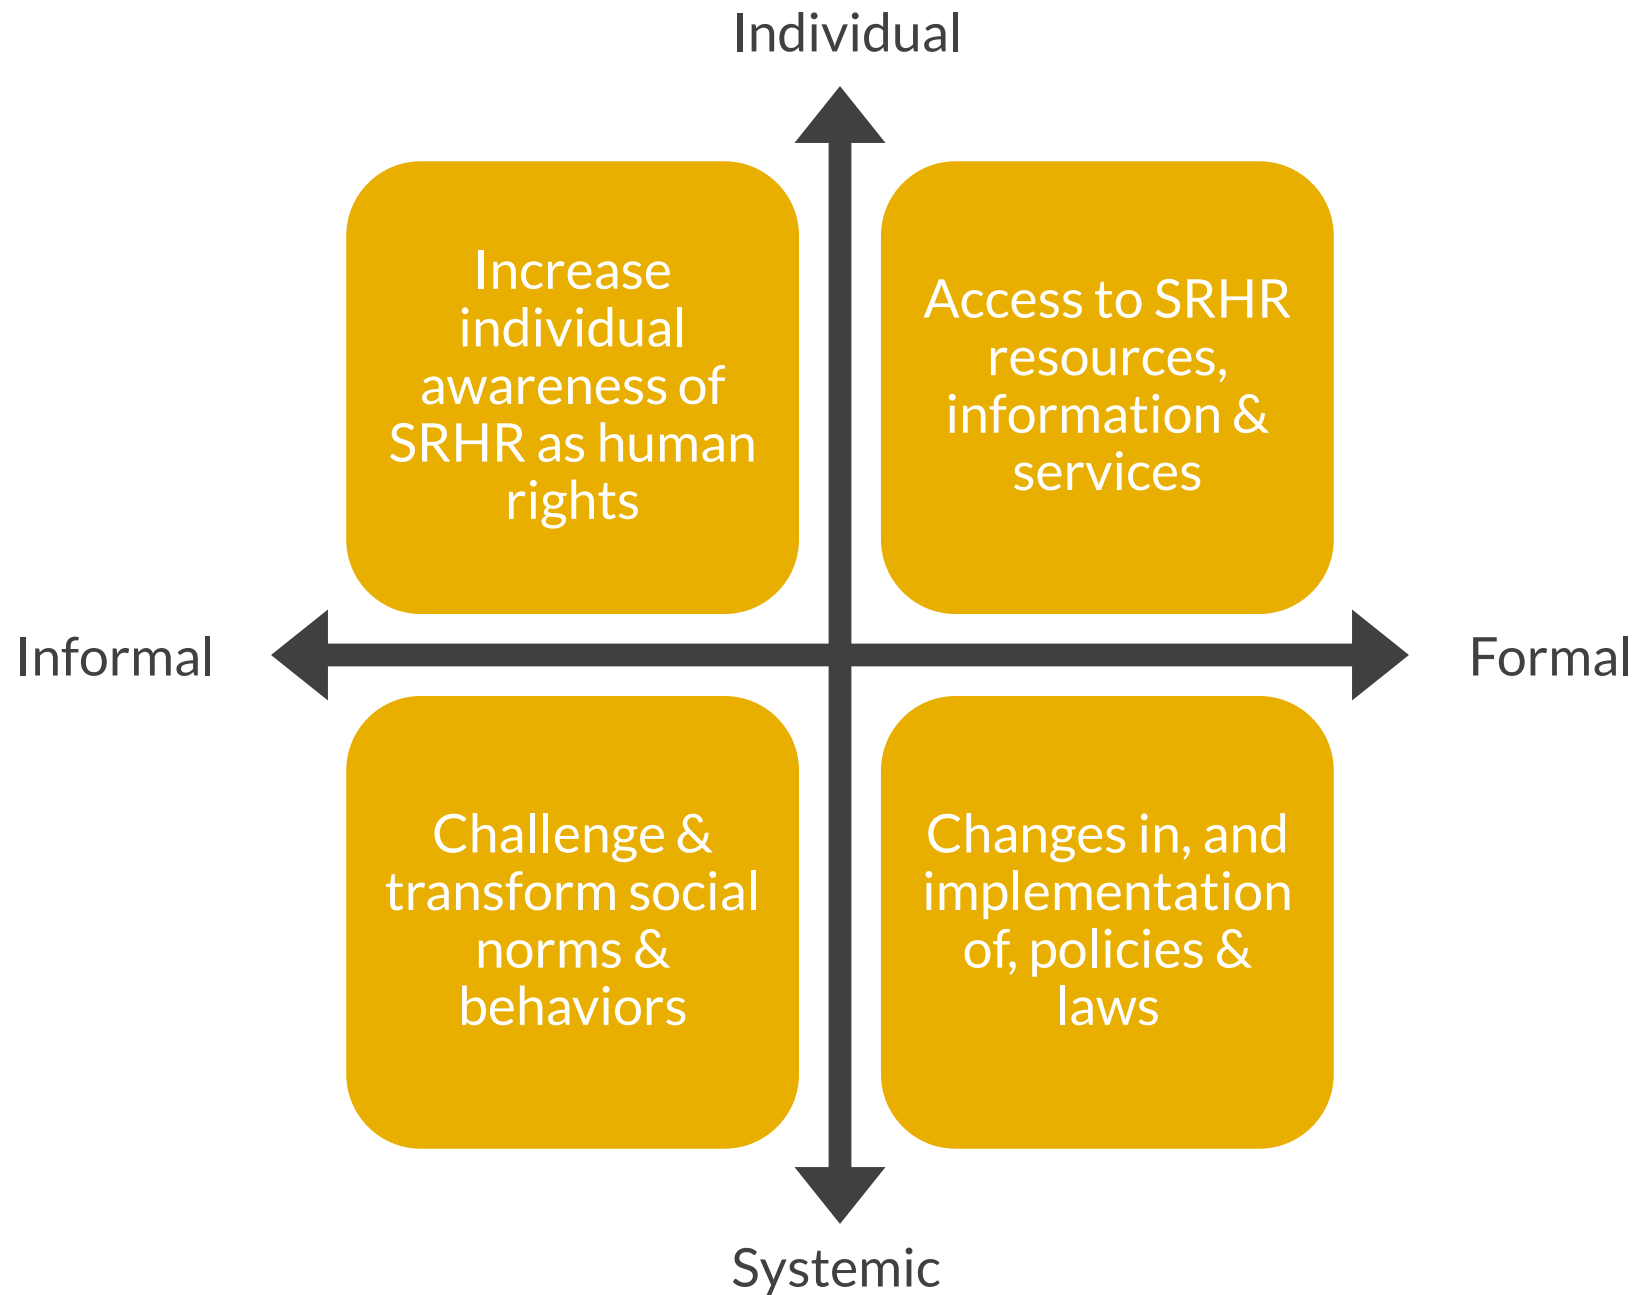 Individual
Increase
individual
awareness of
SRHR as human
rights
Access to SRHR
resources,
information &
services
Informal
Formal
Challenge &
transform social
norms &
behaviors
Changes in, and
implementation
of, policies &
laws
Systemic